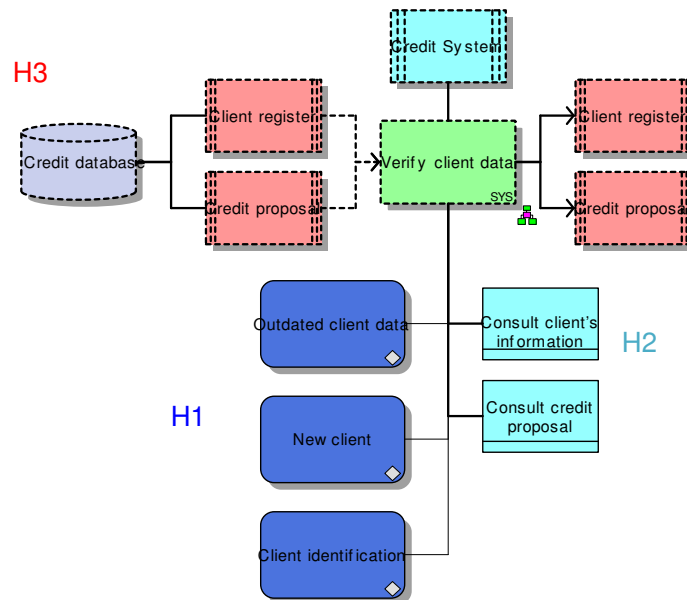 Credit System
H3
Client register
Client register
Credit database
Verify client data
SYS
Credit proposal
Credit proposal
Outdated client data
Consult client's
information
H2
H1
Consult credit
proposal
New client
Client identification